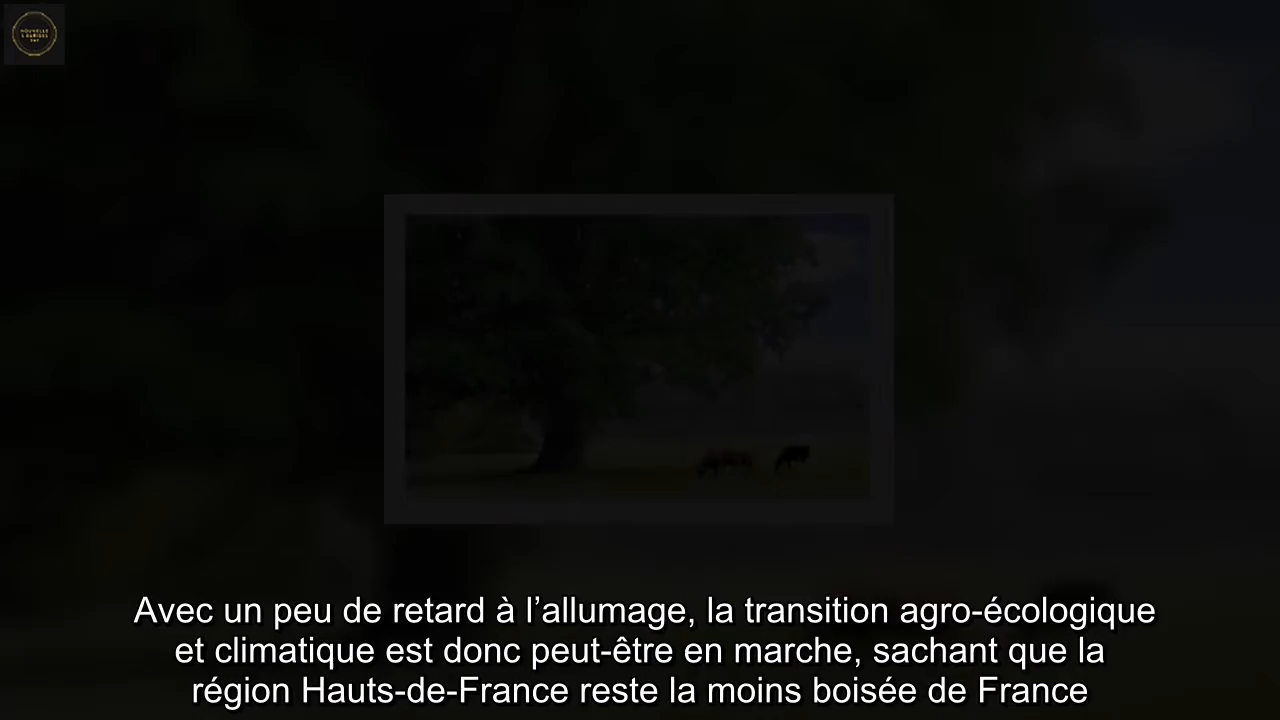 Avec un peu de retard à l’allumage, la transition agro-écologique
et climatique est donc peut-être en marche, sachant que la
région Hauts-de-France reste la moins boisée de France